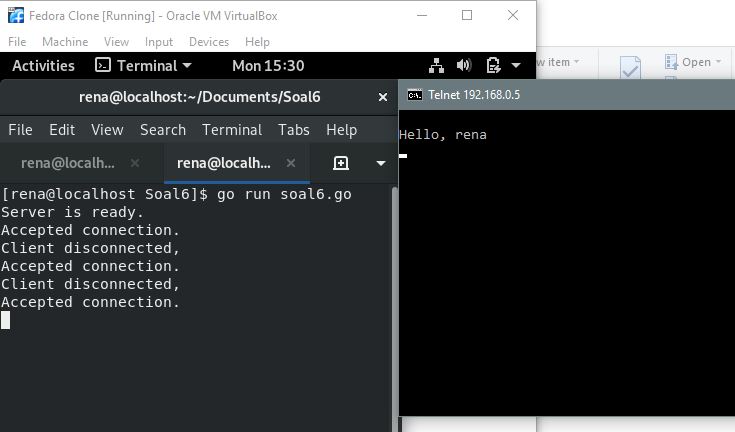 Fedora Clone [Running] - Oracle VM VirtualBox
File Machine View Input Devices Help
Activities Terminal Mon 15:30
item Open
rena@localhost:~/Documents/Soal6
File Edit View Search Terminal Tabs Help
rena@localh... rena@localh...
[rena@localhost Soal6]$ go run soal6.go
Server is ready.
Accepted connection.
Client disconnected,
Accepted connection.
Client disconnected,
Accepted connection.
C:\.
Telnet 192.168.0.5
Hello, rena